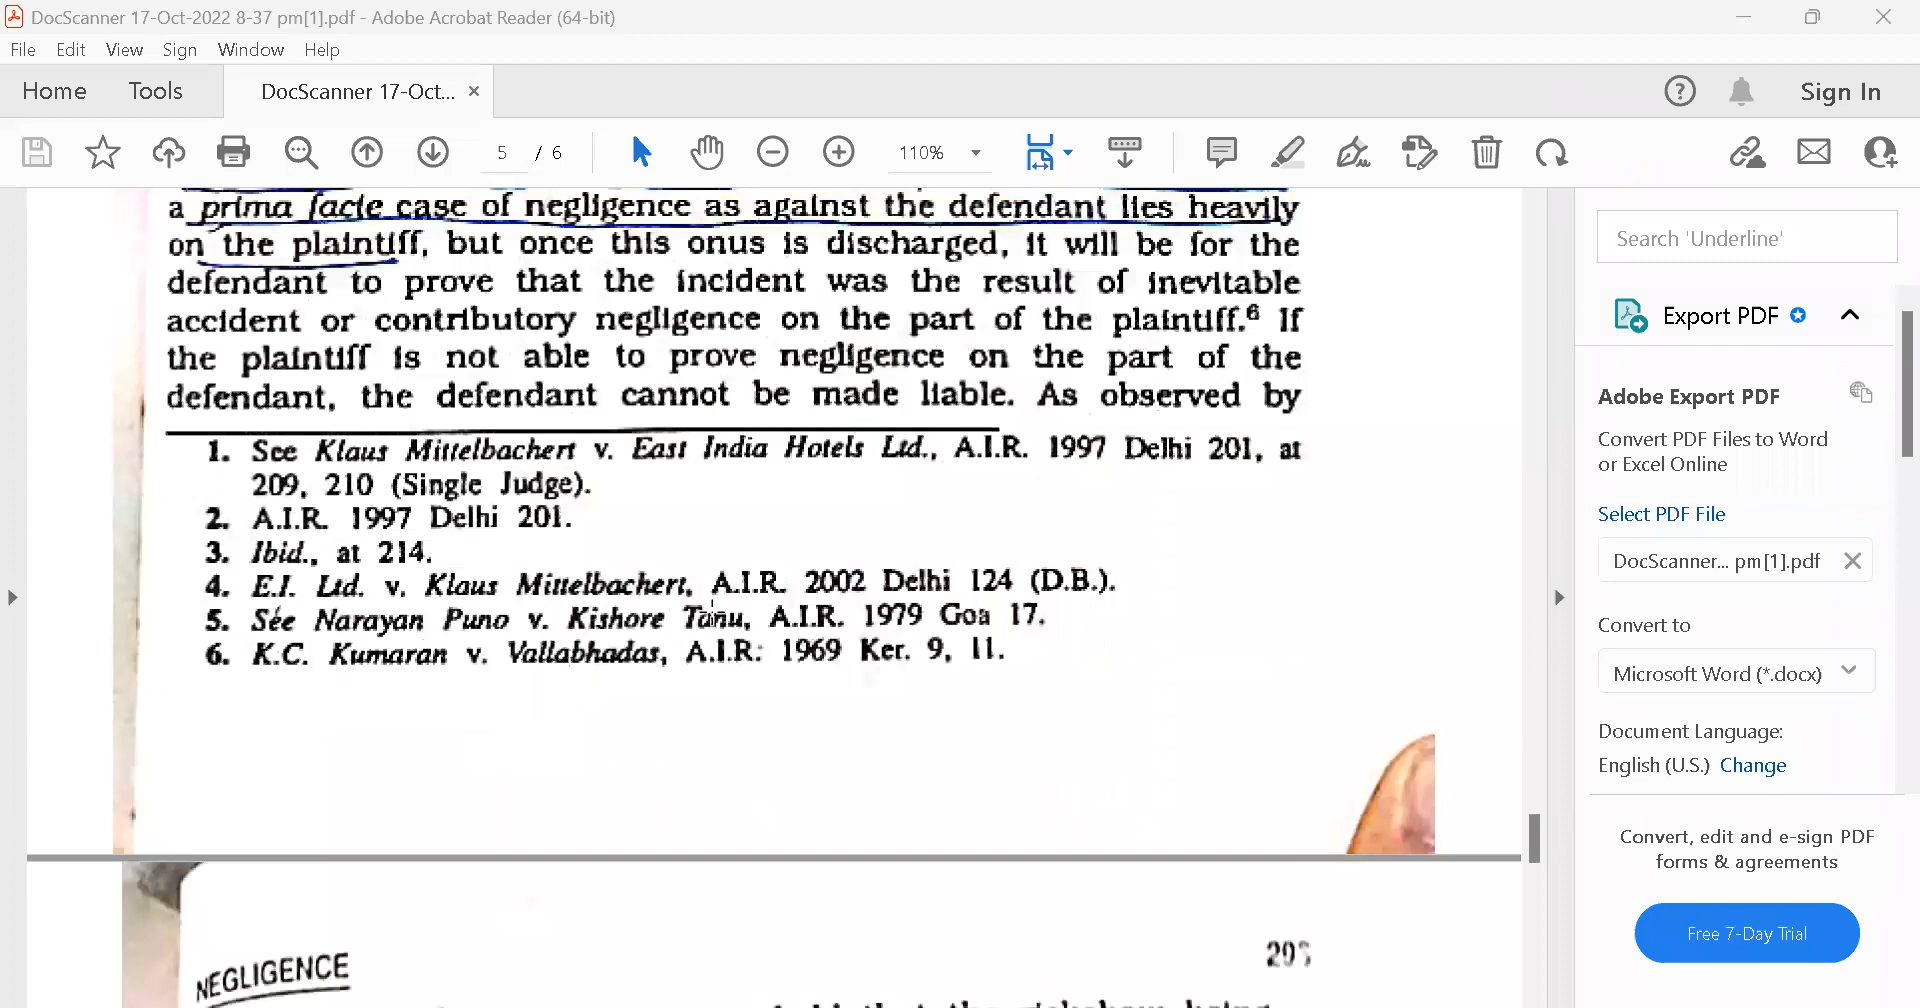 DocScanner 17-Oct-2022 8-37 pm[1].pdf - Adobe Acrobat Reader (64-bit)
File Edit View Sign Window Help
Home Tools DocScanner 17-Oct... × Sign In
5 / 6 110%
a prima facie case of negligence as against the defendant lies heavily
on the plaintiff, but once this onus is discharged, it will be for the
defendant to prove that the incident was the result of inevitable
accident or contributory negligence on the part of the plaintiff.⁶ If
the plaintiff is not able to prove negligence on the part of the
defendant, the defendant cannot be made liable. As observed by
1. See Klaus Mittelbachert v. East India Hotels Ltd., A.I.R. 1997 Delhi 201, at
209, 210 (Single Judge).
2. A.I.R. 1997 Delhi 201.
3. Ibid., at 214.
4. E.I. Ltd. v. Klaus Mittelbachert, A.I.R. 2002 Delhi 124 (D.B.).
5. See Narayan Puno v. Kishore Tanu, A.I.R. 1979 Goa 17.
6. K.C. Kumaran v. Vallabhadas, A.I.R. 1969 Ker. 9, 11.
NEGLIGENCE
Search 'Underline'
Export PDF
Adobe Export PDF
Convert PDF Files to Word
or Excel Online
Select PDF File
DocScanner... pm[1].pdf
Convert to
Microsoft Word (*.docx)
Document Language:
English (U.S.) Change
Convert, edit and e-sign PDF
forms & agreements
Free 7-Day Trial